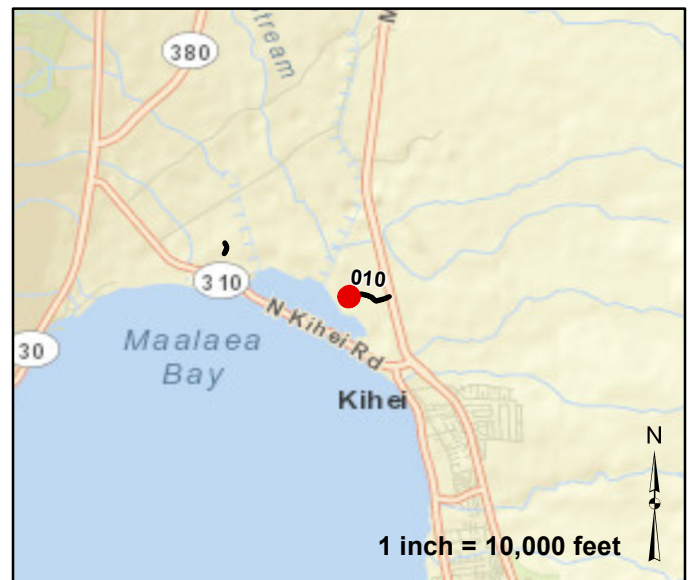 380
tream
310
010
N Kihei Rd
30
Maalaea
Bay
Kihei
N
1 inch = 10,000 feet